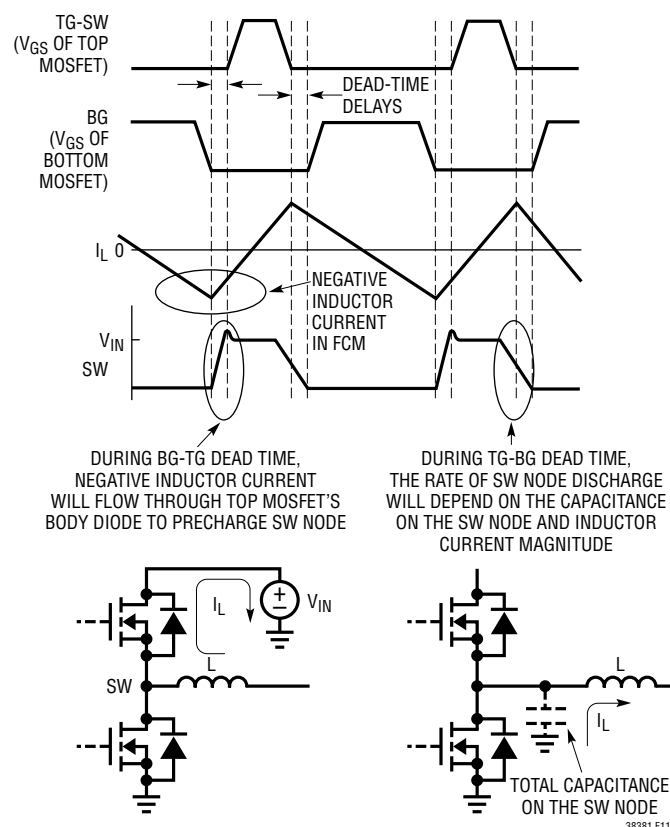 TG-SW
(VGS OF TOP
MOSFET)
DEAD-TIME
DELAYS
BG
(VGS OF
BOTTOM
MOSFET)
IL 0
NEGATIVE
INDUCTOR
CURRENT
IN FCM
VIN
SW
DURING BG-TG DEAD TIME,
NEGATIVE INDUCTOR CURRENT
WILL FLOW THROUGH TOP MOSFET'S
BODY DIODE TO PRECHARGE SW NODE
DURING TG-BG DEAD TIME,
THE RATE OF SW NODE DISCHARGE
WILL DEPEND ON THE CAPACITANCE
ON THE SW NODE AND INDUCTOR
CURRENT MAGNITUDE
IL
+
–
VIN
L
SW
L
IL
TOTAL CAPACITANCE
ON THE SW NODE
38381 F11